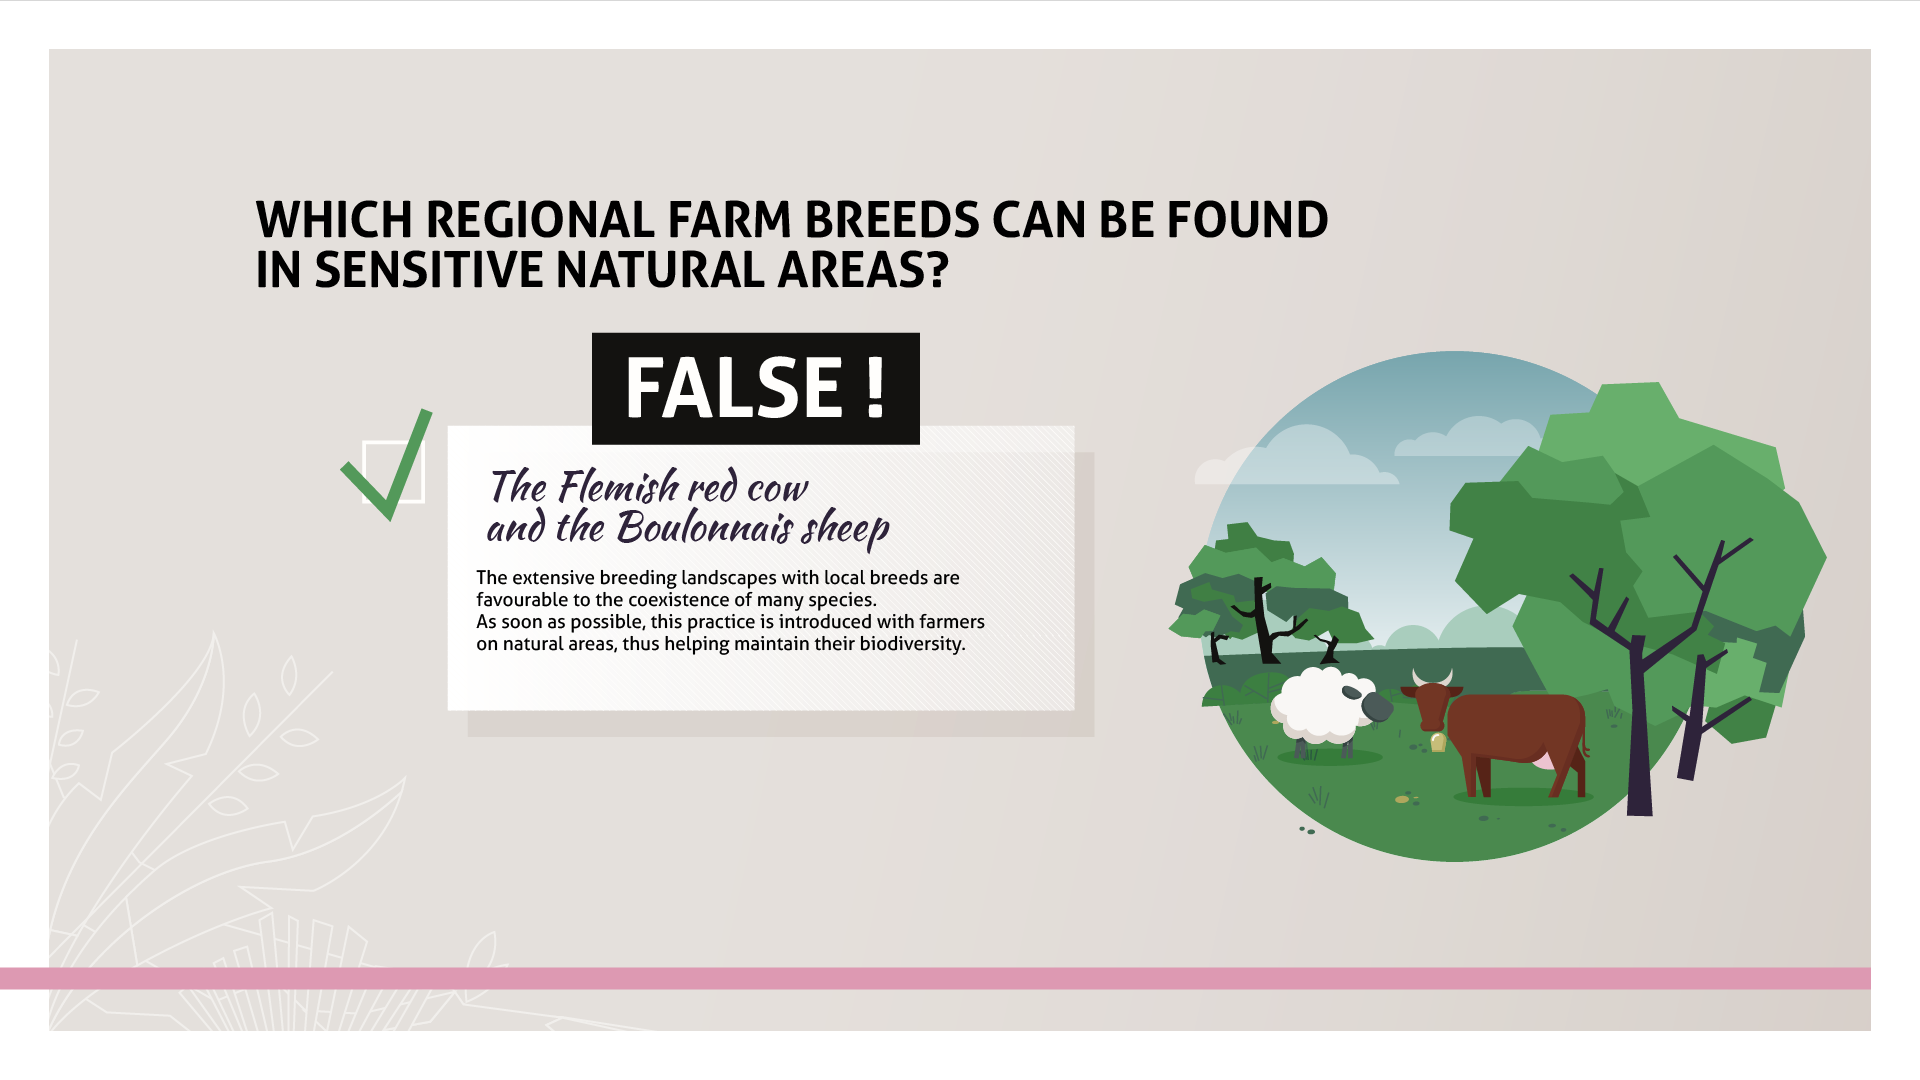 WHICH REGIONAL FARM BREEDS CAN BE FOUND
IN SENSITIVE NATURAL AREAS?
FALSE !
The Flemish red cow
and the Boulonnais sheep
The extensive breeding landscapes with local breeds are
favourable to the coexistence of many species.
As soon as possible, this practice is introduced with farmers
on natural areas, thus helping maintain their biodiversity.